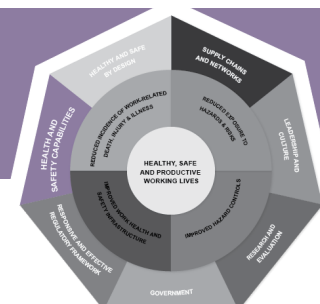 HEALTHY AND SAFE
BY DESIGN
SUPPLY CHAINS
AND NETWORKS
LEADERSHIP AND
CULTURE
RESEARCH AND
EVALUATION
GOVERNMENT
RESPONSIVE AND EFFECTIVE
REGULATORY FRAMEWORK
HEALTH AND
SAFETY CAPABILITIES
REDUCED INCIDENCE OF WORK-RELATED
DEATH, INJURY & ILLNESS
REDUCED EXPOSURE TO
HAZARDS & RISKS
IMPROVED HAZARD CONTROLS
IMPROVED WORK HEALTH AND
SAFETY INFRASTRUCTURE
HEALTHY, SAFE
AND PRODUCTIVE
WORKING LIVES